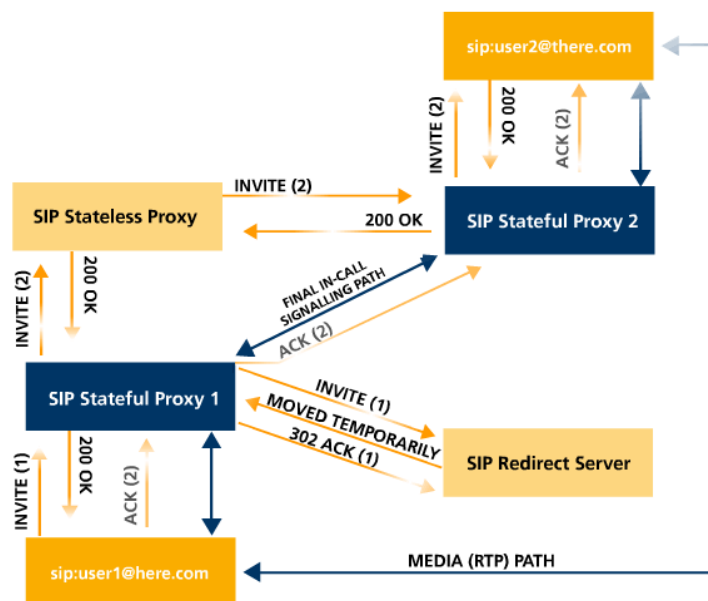 sip:user2@there.com
INVITE (2)
200 OK
ACK (2)
INVITE (2)
SIP Stateless Proxy
SIP Stateful Proxy 2
200 OK
INVITE (2)
200 OK
FINAL IN-CALL
SIGNALLING PATH
ACK (2)
SIP Stateful Proxy 1
INVITE (1)
MOVED TEMPORARILY
302 ACK (1)
SIP Redirect Server
INVITE (1)
200 OK
ACK (2)
sip:user1@here.com
MEDIA (RTP) PATH